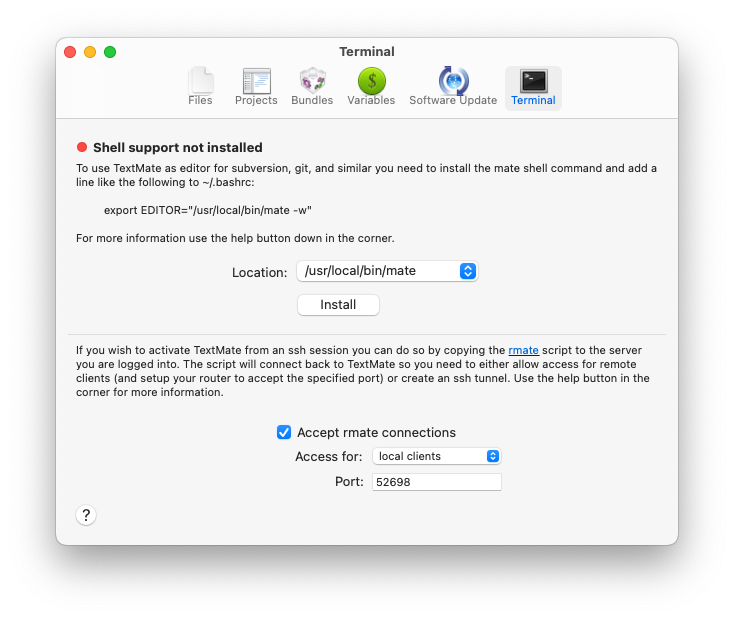 Terminal
Files
Projects
Bundles
Variables
Software Update
Terminal
Shell support not installed
To use TextMate as editor for subversion, git, and similar you need to install the mate shell command and add a
line like the following to ~/.bashrc:
export EDITOR="/usr/local/bin/mate -w"
For more information use the help button down in the corner.
Location: /usr/local/bin/mate
Install
If you wish to activate TextMate from an ssh session you can do so by copying the rmate script to the server
you are logged into. The script will connect back to TextMate so you need to either allow access for remote
clients (and setup your router to accept the specified port) or create an ssh tunnel. Use the help button in the
corner for more information.
Accept rmate connections
Access for: local clients
Port: 52698
?